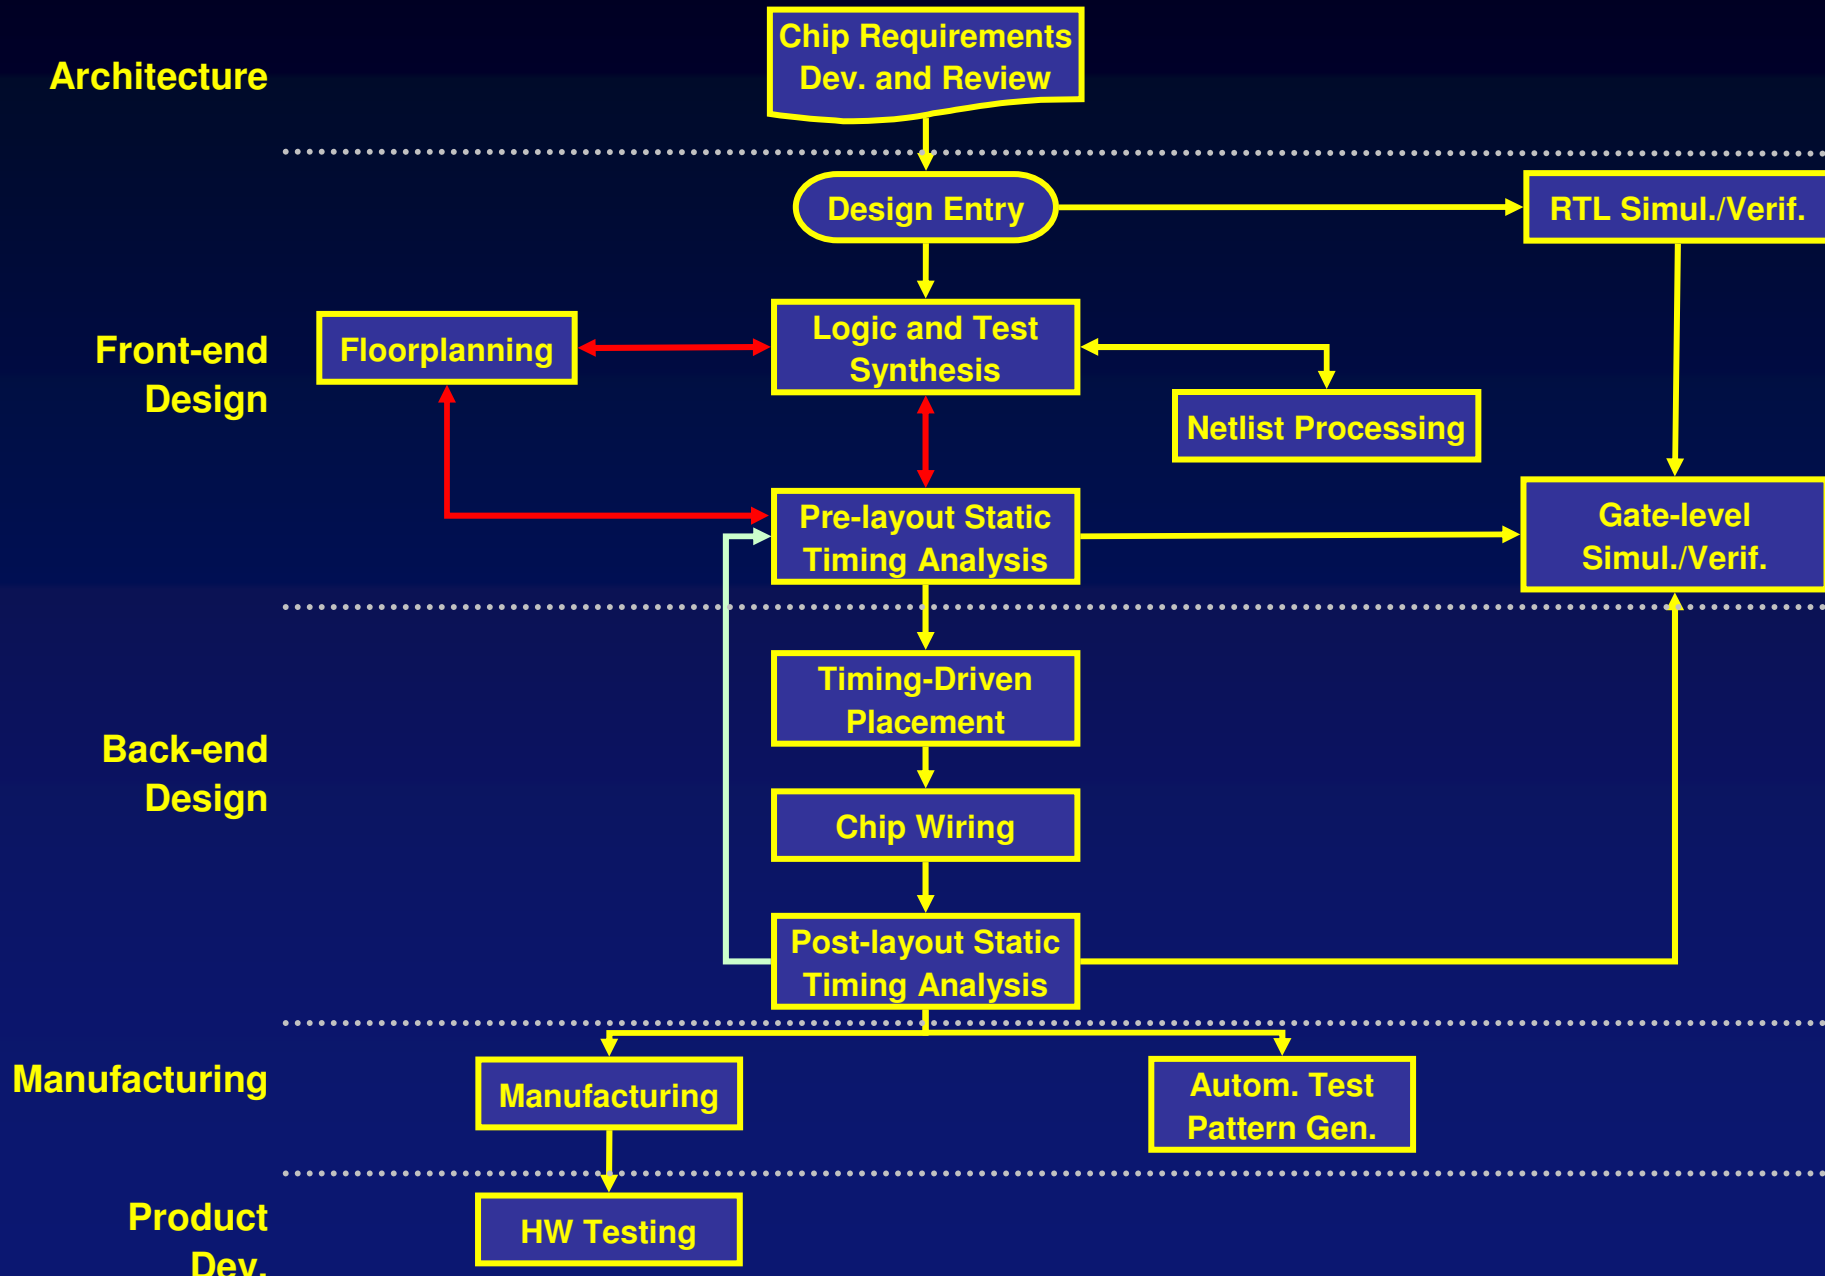 Architecture
Chip Requirements
Dev. and Review
Design Entry
RTL Simul./Verif.
Front-end
Design
Floorplanning
Logic and Test
Synthesis
Netlist Processing
Pre-layout Static
Timing Analysis
Gate-level
Simul./Verif.
Back-end
Design
Timing-Driven
Placement
Chip Wiring
Post-layout Static
Timing Analysis
Manufacturing
Manufacturing
Autom. Test
Pattern Gen.
Product
Dev.
HW Testing